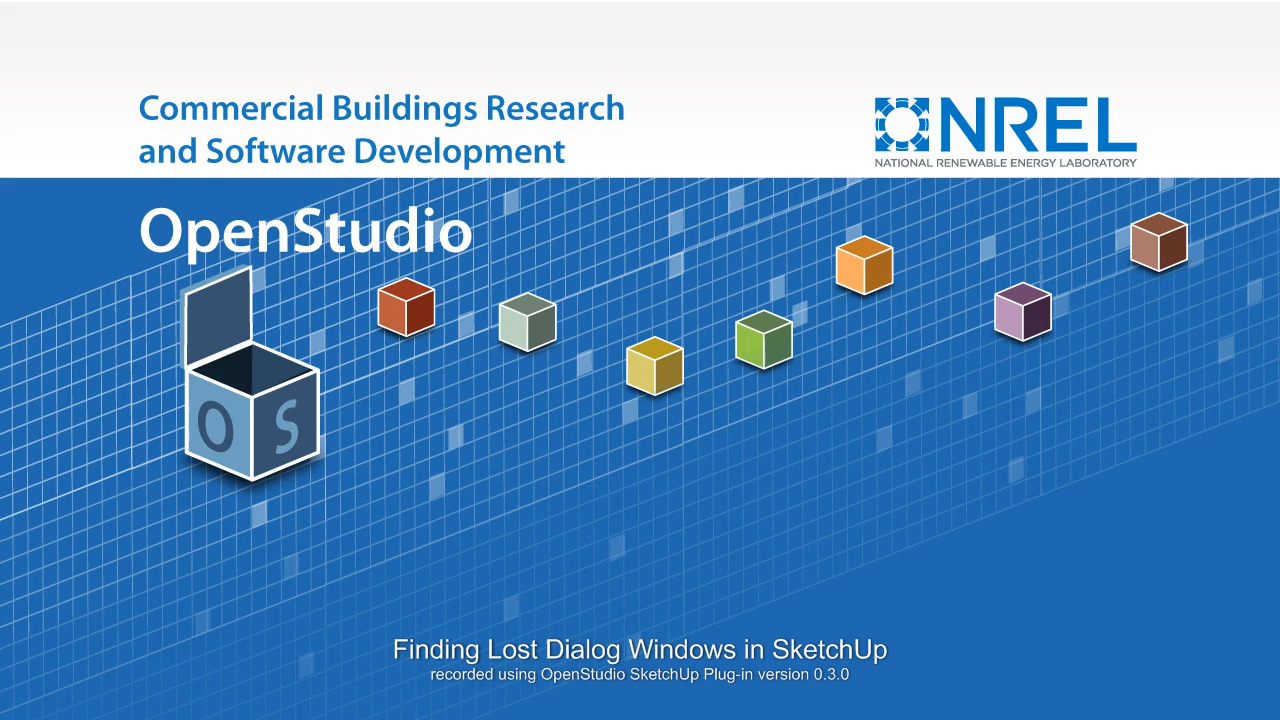 Commercial Buildings Research
and Software Development
NREL
NATIONAL RENEWABLE ENERGY LABORATORY
OpenStudio
O S
Finding Lost Dialog Windows in SketchUp
recorded using OpenStudio SketchUp Plug-in version 0.3.0